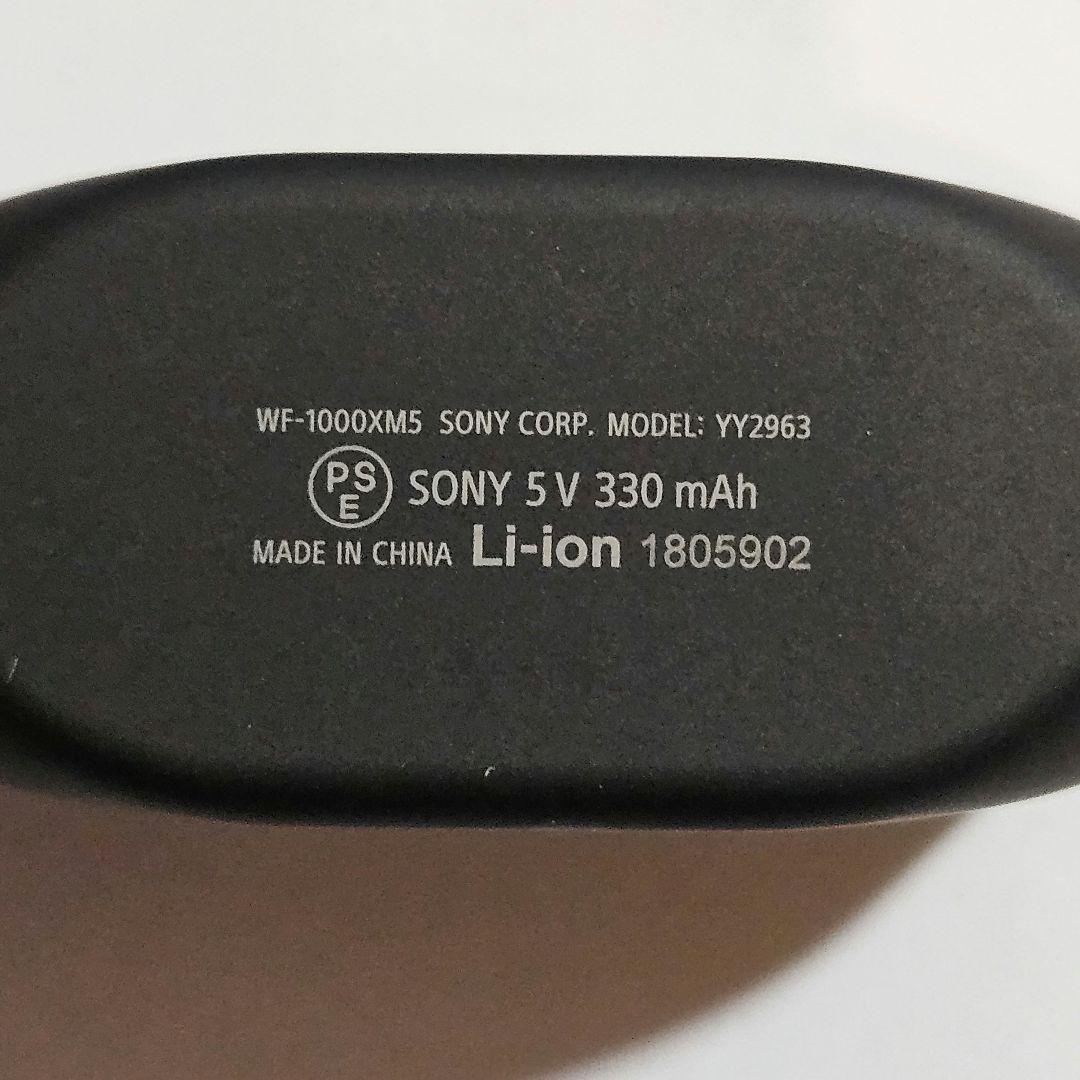 WF-1000XM5 SONY CORP. MODEL: YY2963
PSE SONY 5 V 330 mAh
MADE IN CHINA Li-ion 1805902